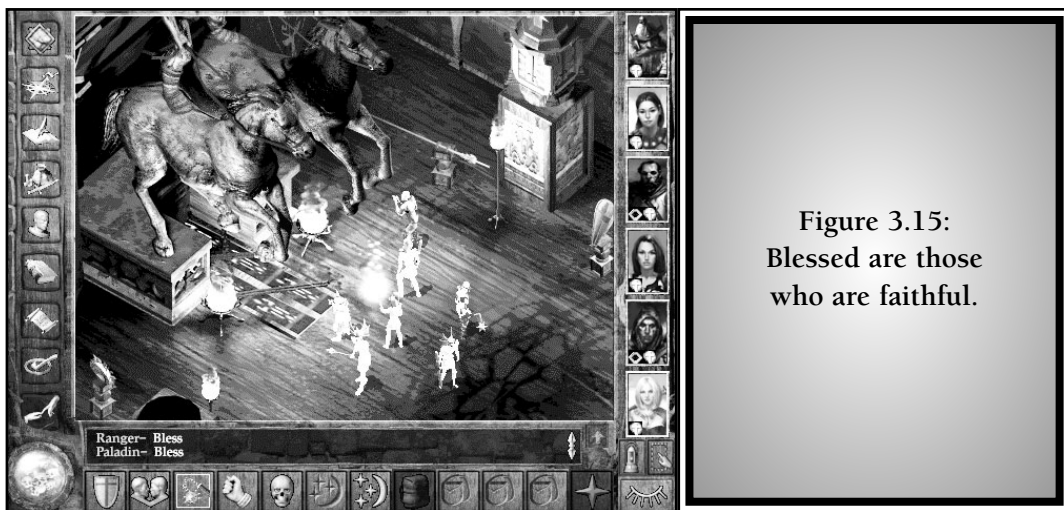 Ranger– Bless
Paladin– Bless
Figure 3.15:
Blessed are those
who are faithful.